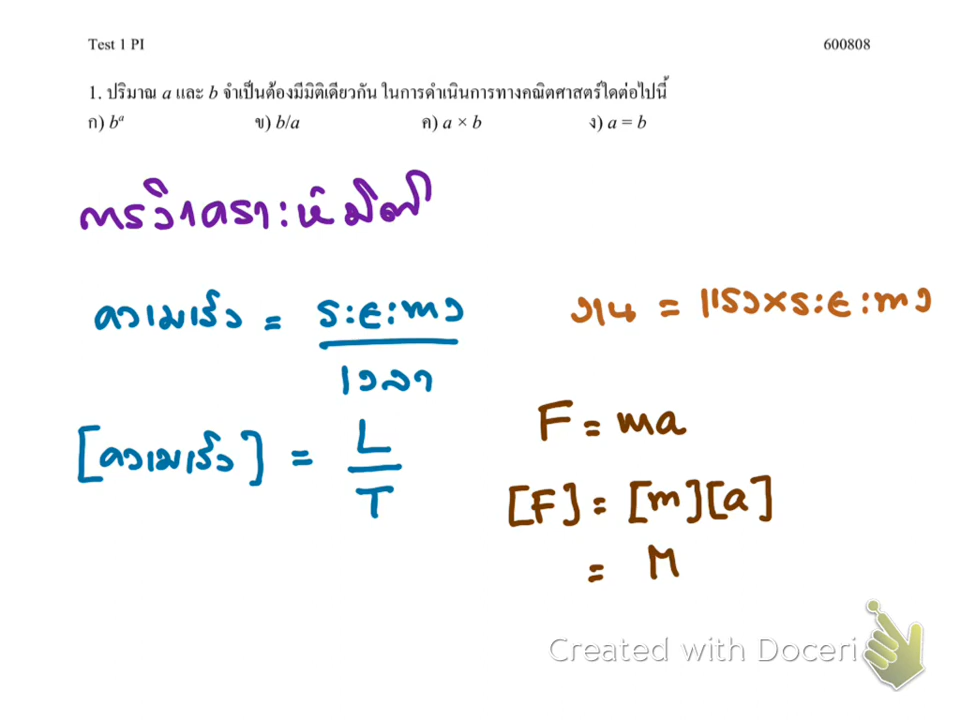 Test 1 PI 600808
1. ปริมาณ a และ b จำเป็นต้องมีมิติเดียวกัน ในการดำเนินการทางคณิตศาสตร์ใดต่อไปนี้
ก) bᵃ ข) b/a ค) a × b ง) a = b
การวิเคราะห์มิติ
ความเร็ว = ระยะทาง
เวลา
งาน = แรง×ระยะทาง
[ความเร็ว] = L
T
F = ma
[F] = [m][a]
= M
Created with Doceri